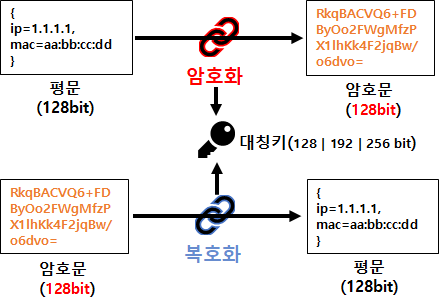 {
ip=1.1.1.1,
mac=aa:bb:cc:dd
}
평문
(128bit)
암호화
RkqBACVQ6+FD
ByOo2FWgMfzP
X1lhKk4F2jqBw/
o6dvo=
암호문
(128bit)
대칭키(128 | 192 | 256 bit)
RkqBACVQ6+FD
ByOo2FWgMfzP
X1lhKk4F2jqBw/
o6dvo=
암호문
(128bit)
복호화
{
ip=1.1.1.1,
mac=aa:bb:cc:dd
}
평문
(128bit)